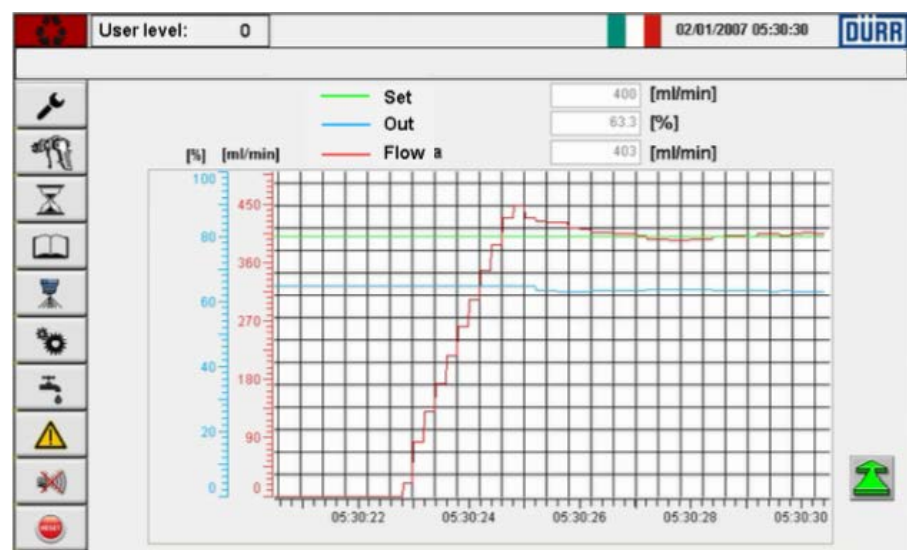 User level: 0 02/01/2007 05:30:30 DÜRR
Set 400 [ml/min]
Out 63.3 [%]
[%] [ml/min] Flow a 403 [ml/min]
100
450
80
360
60
270
40
180
20
90
0 0
05:30:22 05:30:24 05:30:26 05:30:28 05:30:30
RESET